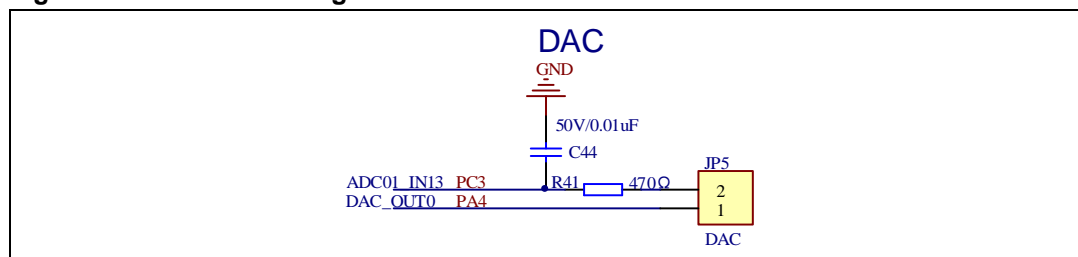 DAC
GND
50V/0.01uF
C44
JP5
ADC01_IN13 PC3 R41 470Ω 2
DAC_OUT0 PA4 1
DAC